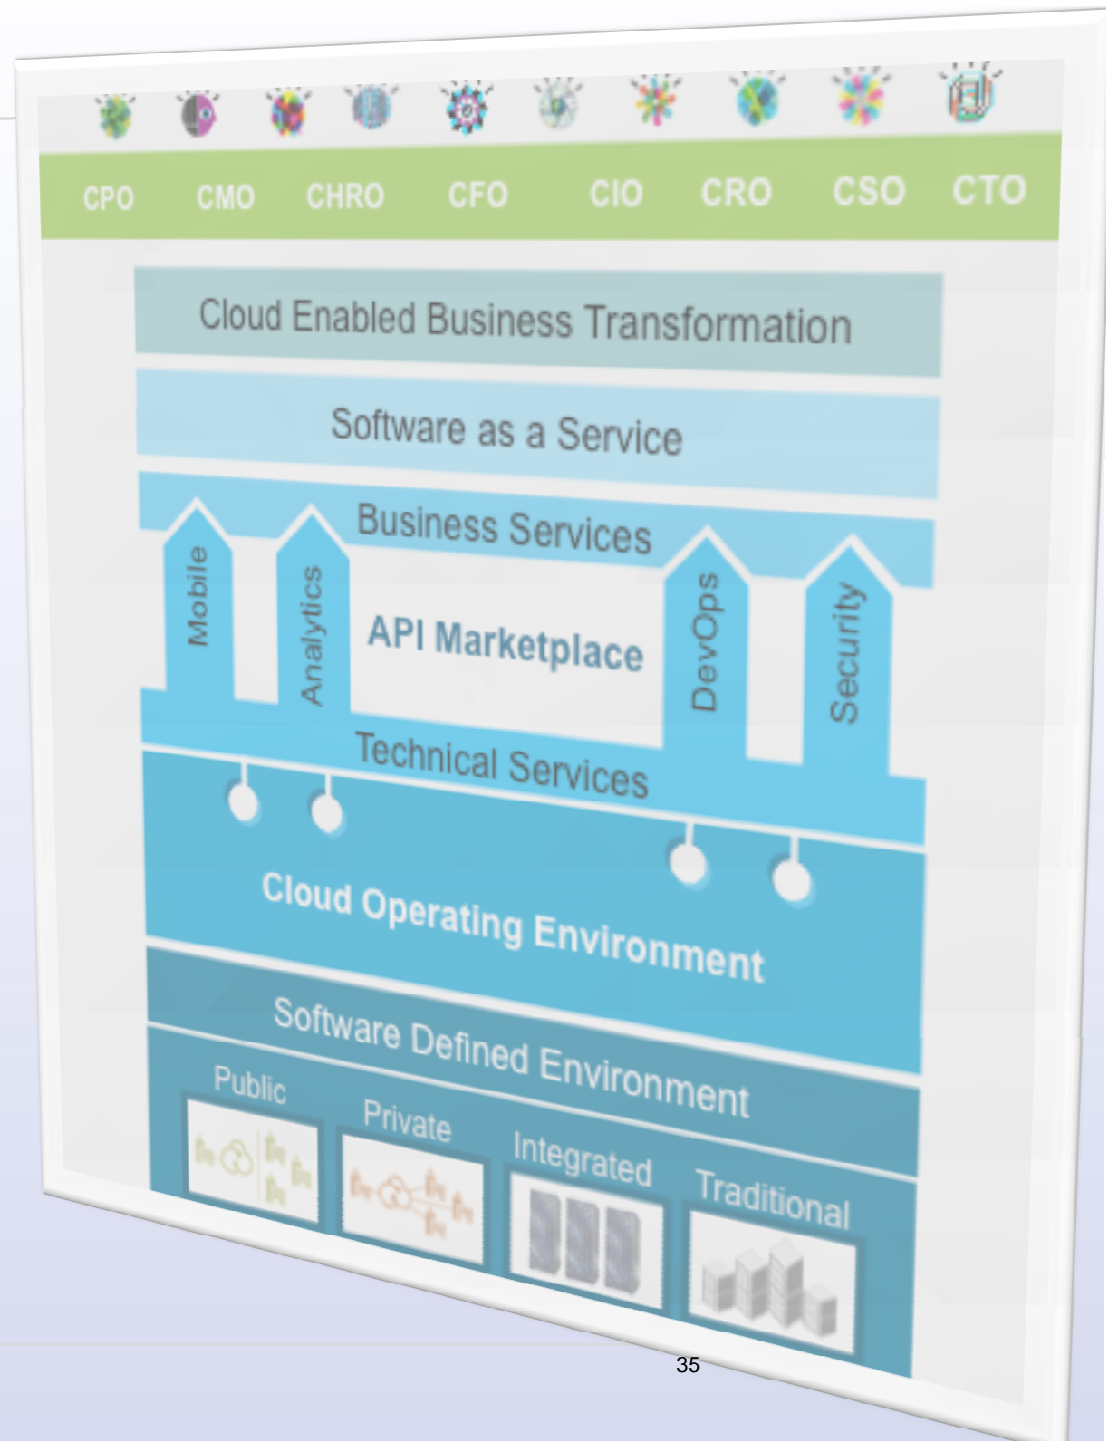 CPO CMO CHRO CFO CIO CRO CSO CTO
Cloud Enabled Business Transformation
Software as a Service
Business Services
Mobile
Analytics
API Marketplace
DevOps
Security
Technical Services
Cloud Operating Environment
Software Defined Environment
Public
Private
Integrated
Traditional
35